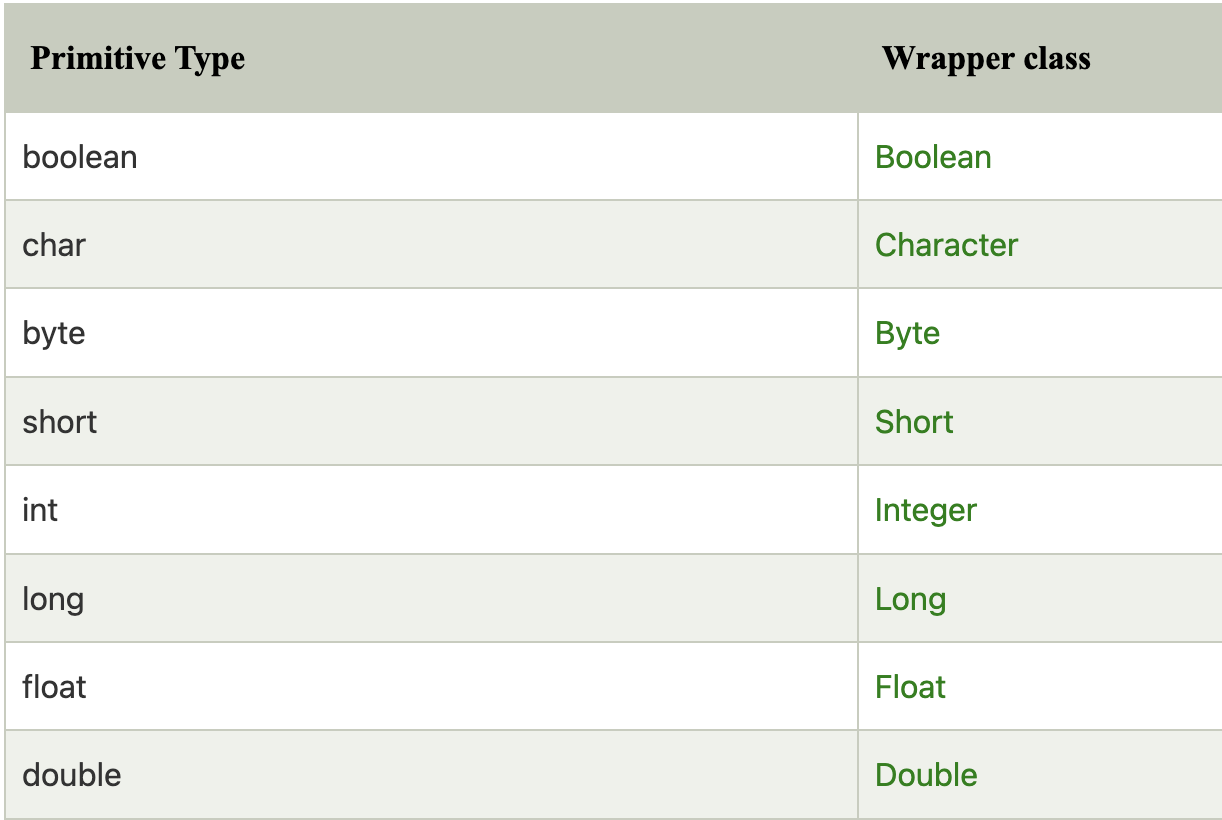 Primitive Type Wrapper class
boolean Boolean
char Character
byte Byte
short Short
int Integer
long Long
float Float
double Double